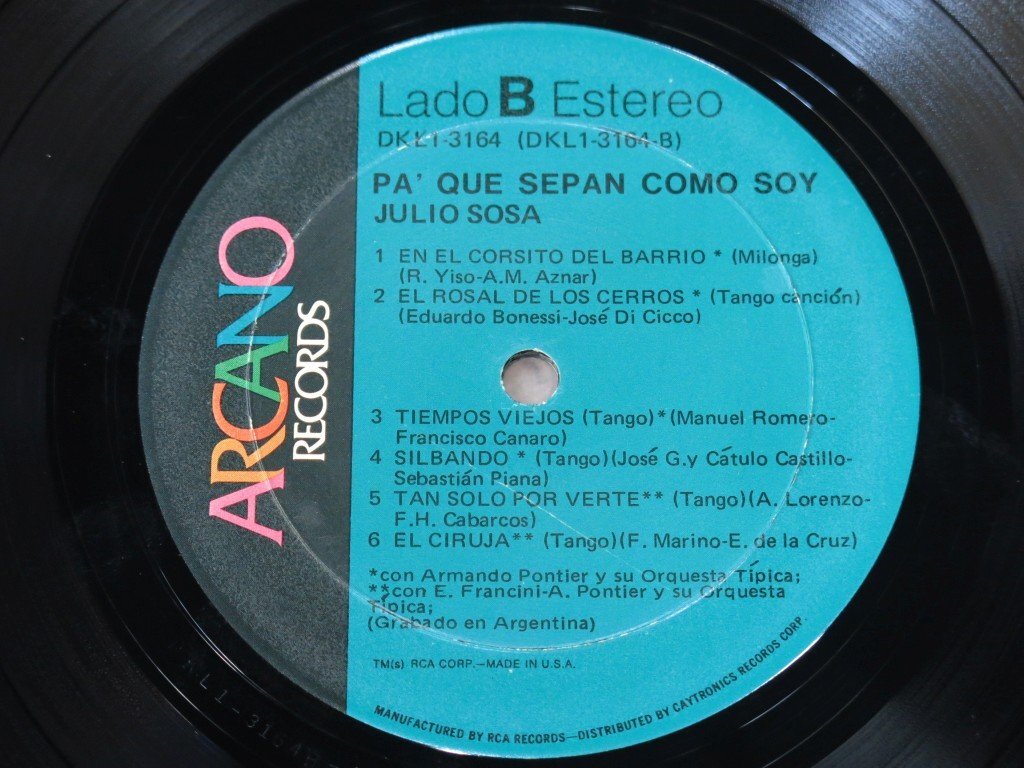 Lado B Estereo
DKL1-3164 (DKL1-3164-B)
PA' QUE SEPAN COMO SOY
JULIO SOSA
1 EN EL CORSITO DEL BARRIO * (Milonga)
(R. Yiso-A.M. Aznar)
2 EL ROSAL DE LOS CERROS * (Tango canción)
(Eduardo Bonessi-José Di Cicco)
3 TIEMPOS VIEJOS (Tango)*(Manuel Romero-
Francisco Canaro)
4 SILBANDO * (Tango)(José G.y Cátulo Castillo-
Sebastián Piana)
5 TAN SOLO POR VERTE** (Tango)(A. Lorenzo-
F.H. Cabarcos)
6 EL CIRUJA** (Tango)(F. Marino-E. de la Cruz)
*con Armando Pontier y su Orquesta Típica;
**con E. Francini-A. Pontier y su Orquesta
Típica;
(Grabado en Argentina)
TM(s) RCA CORP.—MADE IN U.S.A.
MANUFACTURED BY RCA RECORDS—DISTRIBUTED BY CAYTRONICS RECORDS CORP.
ARCANO
RECORDS